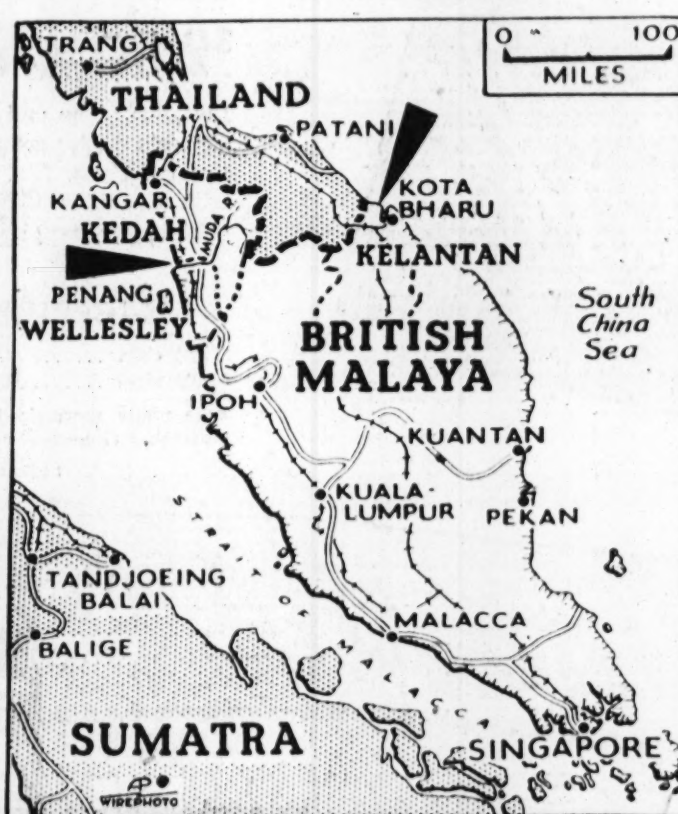 0 100
MILES
TRANG
THAILAND
PATANI
KANGAR
KOTA
BHARU
KEDAH
MUDA R.
KELANTAN
PENANG
WELLESLEY
BRITISH
MALAYA
South
China
Sea
IPOH
KUANTAN
KUALA-
LUMPUR
PEKAN
STRAIT OF MALACCA
TANDJOEING
BALAI
MALACCA
BALIGE
SUMATRA
SINGAPORE
AP
WIREPHOTO